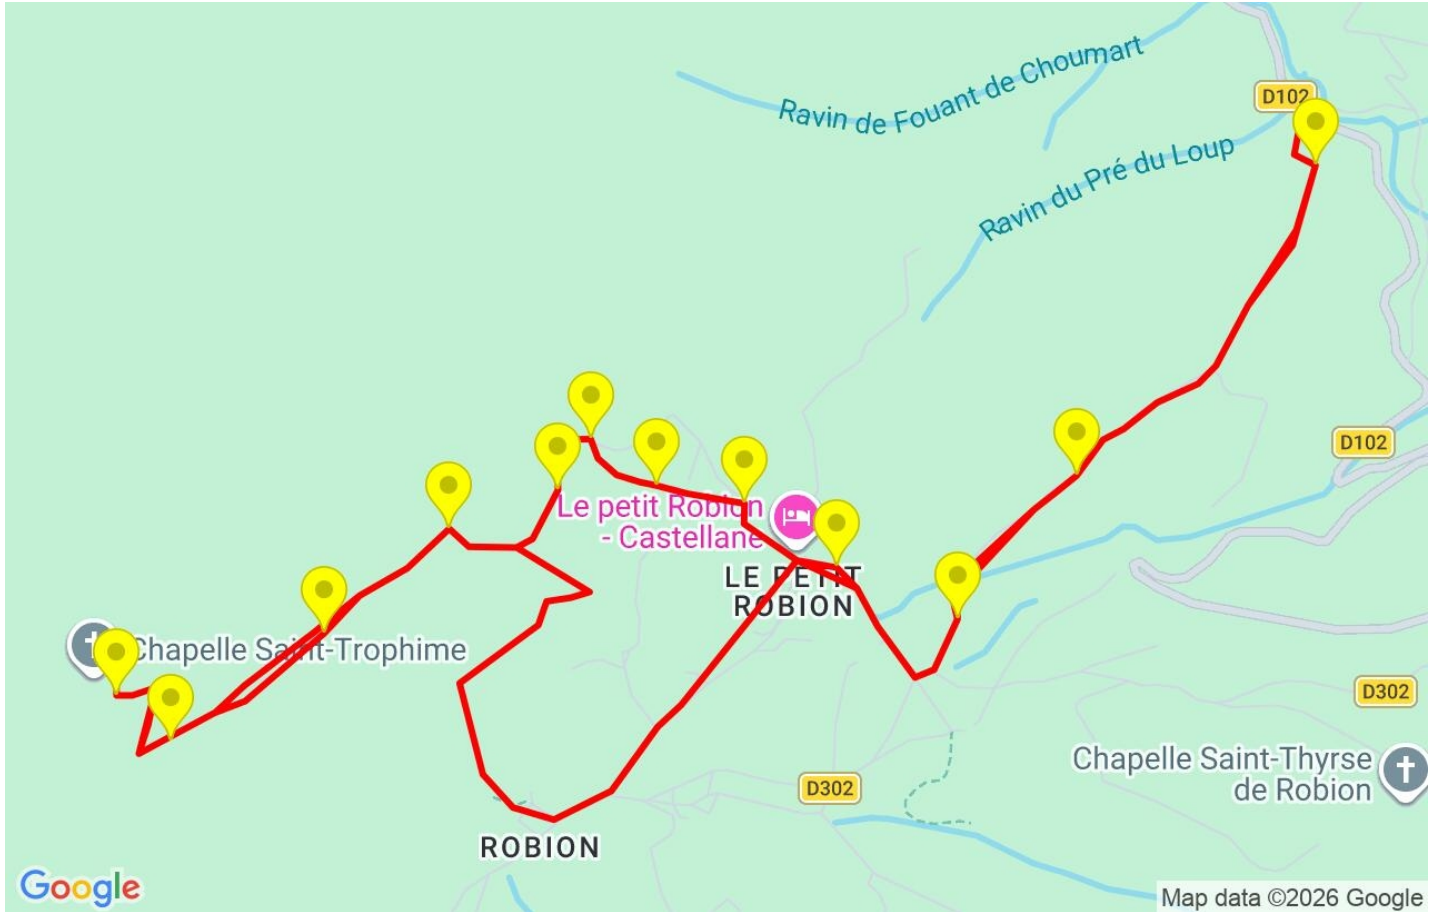 Ravin de Fouant de Choumart
D102
Ravin du Pré du Loup
D102
Le petit Robion
- Castellane
LE PETIT
ROBION
Chapelle Saint-Trophime
D302
Chapelle Saint-Thyrse
de Robion
D302
ROBION
Google
Map data ©2026 Google